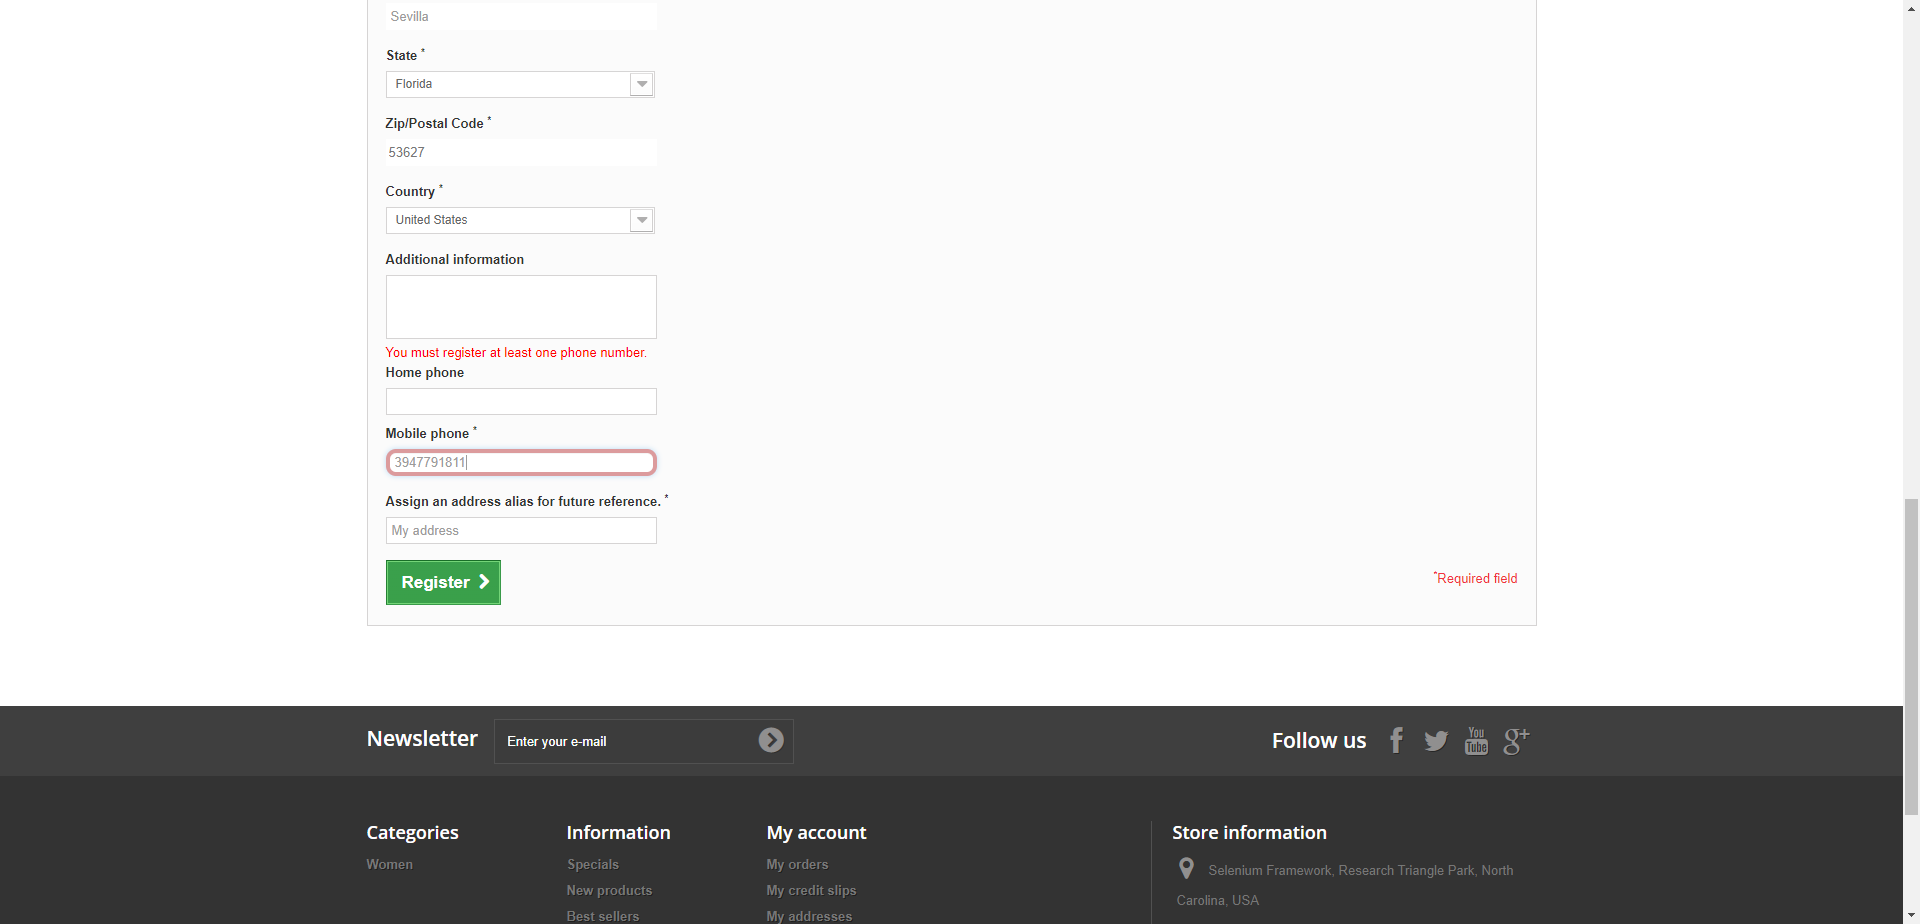 Sevilla
State *
Florida
Zip/Postal Code *
53627
Country *
United States
Additional information
You must register at least one phone number.
Home phone
Mobile phone *
3947791811
Assign an address alias for future reference. *
My address
Register
*Required field
Newsletter
Enter your e-mail
Follow us
You
Tube
Categories
Women
Information
Specials
New products
Best sellers
My account
My orders
My credit slips
My addresses
Store information
Selenium Framework, Research Triangle Park, North
Carolina, USA